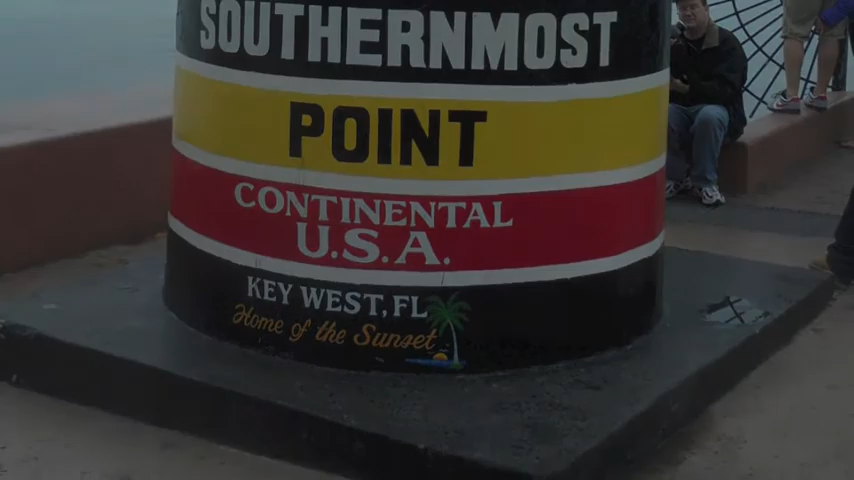 SOUTHERNMOST
POINT
CONTINENTAL
U.S.A.
KEY WEST, FL
Home of the Sunset